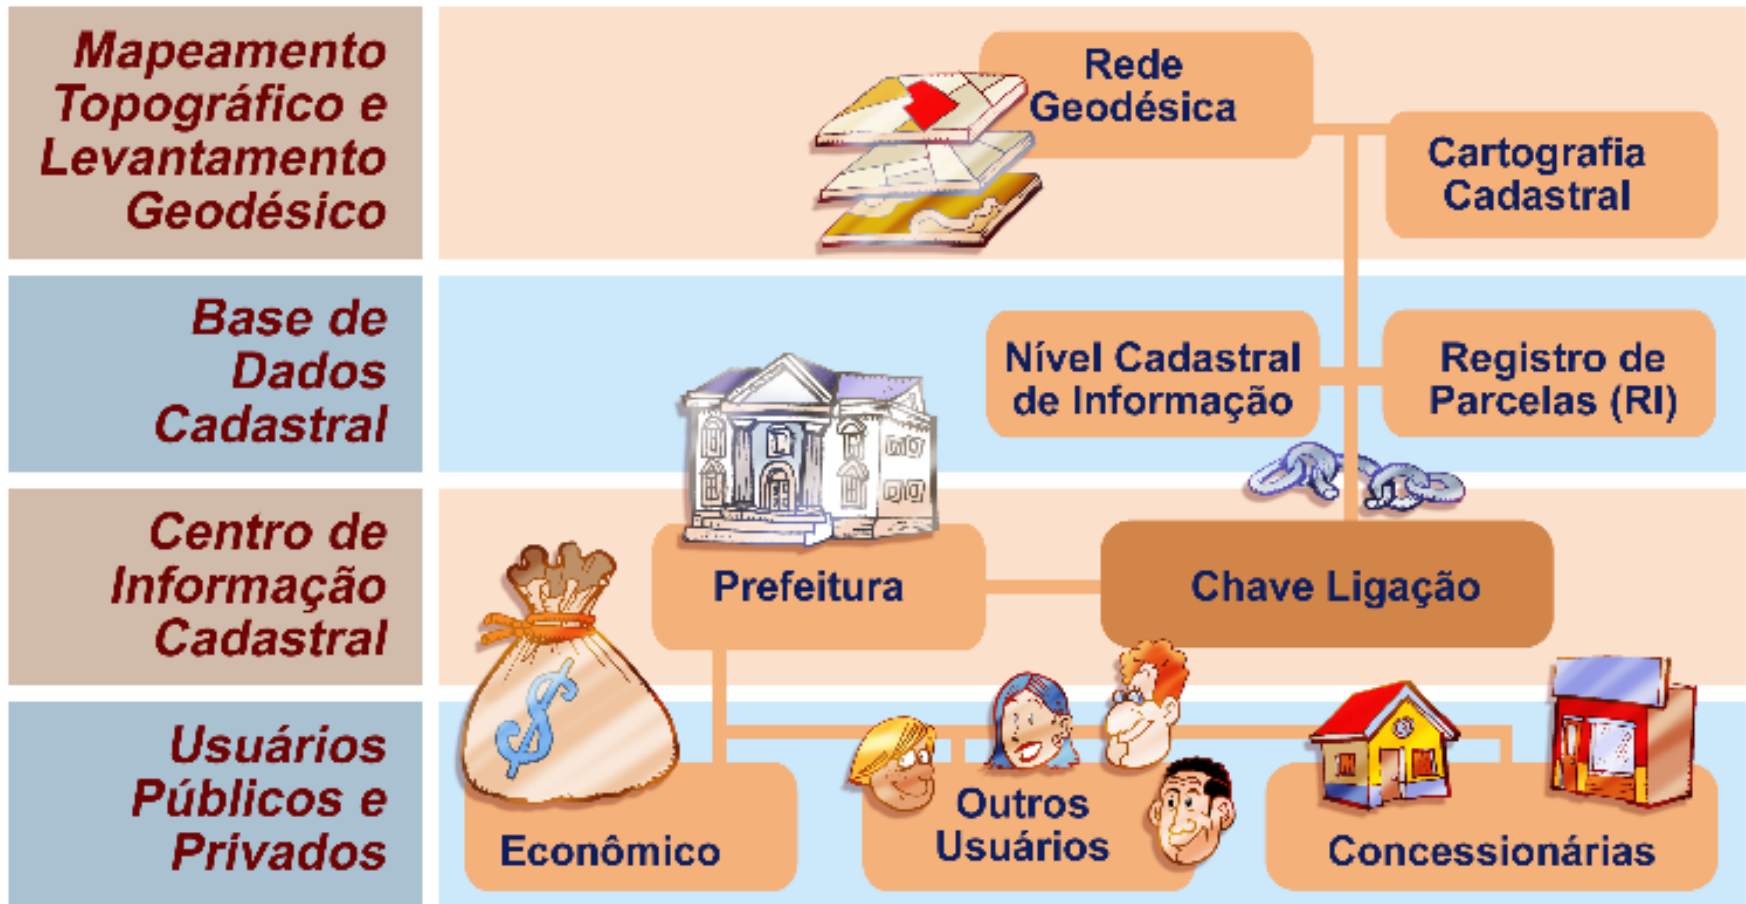 Mapeamento
Topográfico e
Levantamento
Geodésico
Rede
Geodésica
Cartografia
Cadastral
Base de
Dados
Cadastral
Nível Cadastral
de Informação
Registro de
Parcelas (RI)
Centro de
Informação
Cadastral
Prefeitura
Chave Ligação
Usuários
Públicos e
Privados
Econômico
Outros
Usuários
Concessionárias